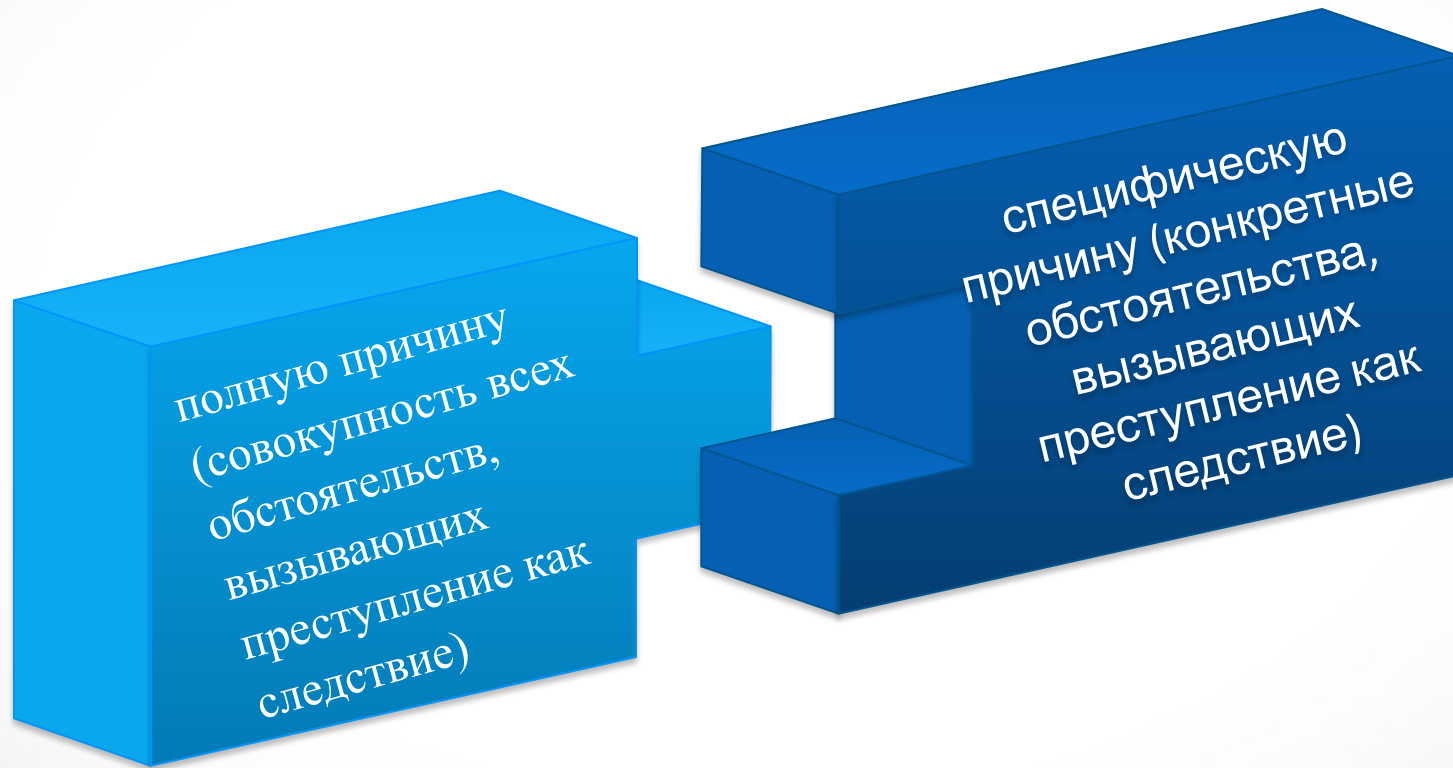 полную причину
(совокупность всех
обстоятельств,
вызывающих
преступление как
следствие)
специфическую
причину (конкретные
обстоятельства,
вызывающих
преступление как
следствие)